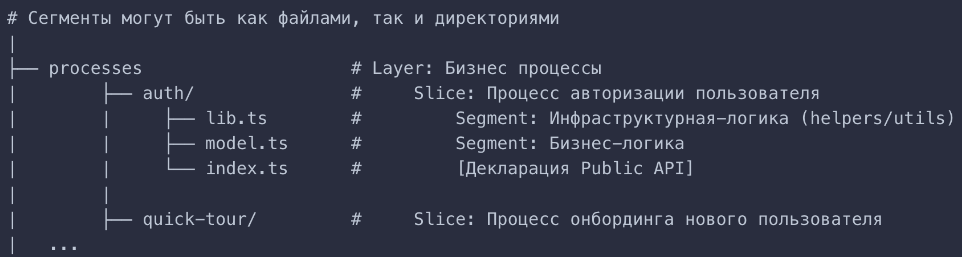 # Сегменты могут быть как файлами, так и директориями
|
├── processes                    # Layer: Бизнес процессы
|        ├── auth/               #     Slice: Процесс авторизации пользователя
|        |     ├── lib.ts        #         Segment: Инфраструктурная-логика (helpers/utils)
|        |     ├── model.ts      #         Segment: Бизнес-логика
|        |     └── index.ts      #         [Декларация Public API]
|        |
|        ├── quick-tour/         #     Slice: Процесс онбординга нового пользователя
|   ...